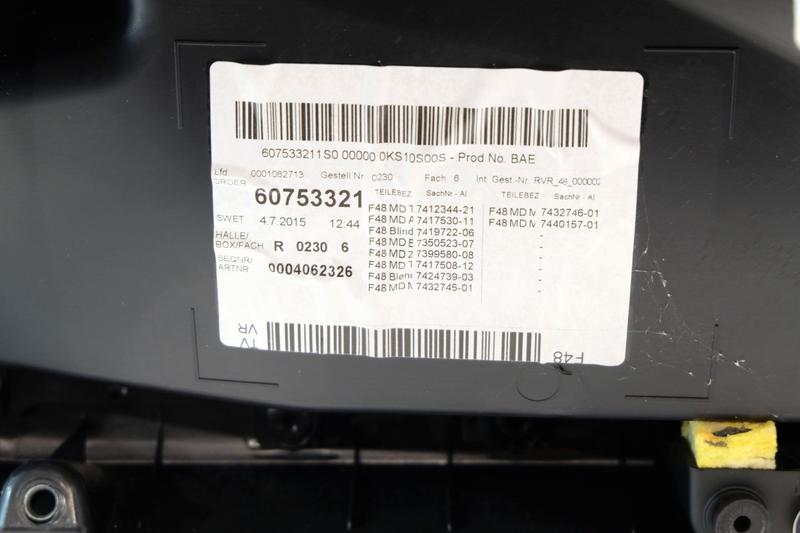 607533211S0 00000 0KS10S00S - Prod No. BAE
Lfd 0001062713 Gestell Nr 0230 Fach 6 Int. Gest.-Nr RVR_48_000002
ORDER 60753321
TEILEBEZ SachNr - AI TEILEBEZ SachNr - AI
F48 MD T 7412344-21 F48 MD M 7432746-01
SWET 4.7.2015 12:44 F48 MD A 7417530-11 F48 MD M 7440157-01
F48 Blind 7419722-06 -
HALLE/ BOX/FACH R 0230 6 F48 MD E 7350523-07 -
F48 MD Z 7399580-08 -
SEQNR/ ARTNR 0004062326 F48 MD T 7417508-12 -
F48 Blend 7424739-03 -
F48 MD M 7432745-01 -
TV
VR
F48